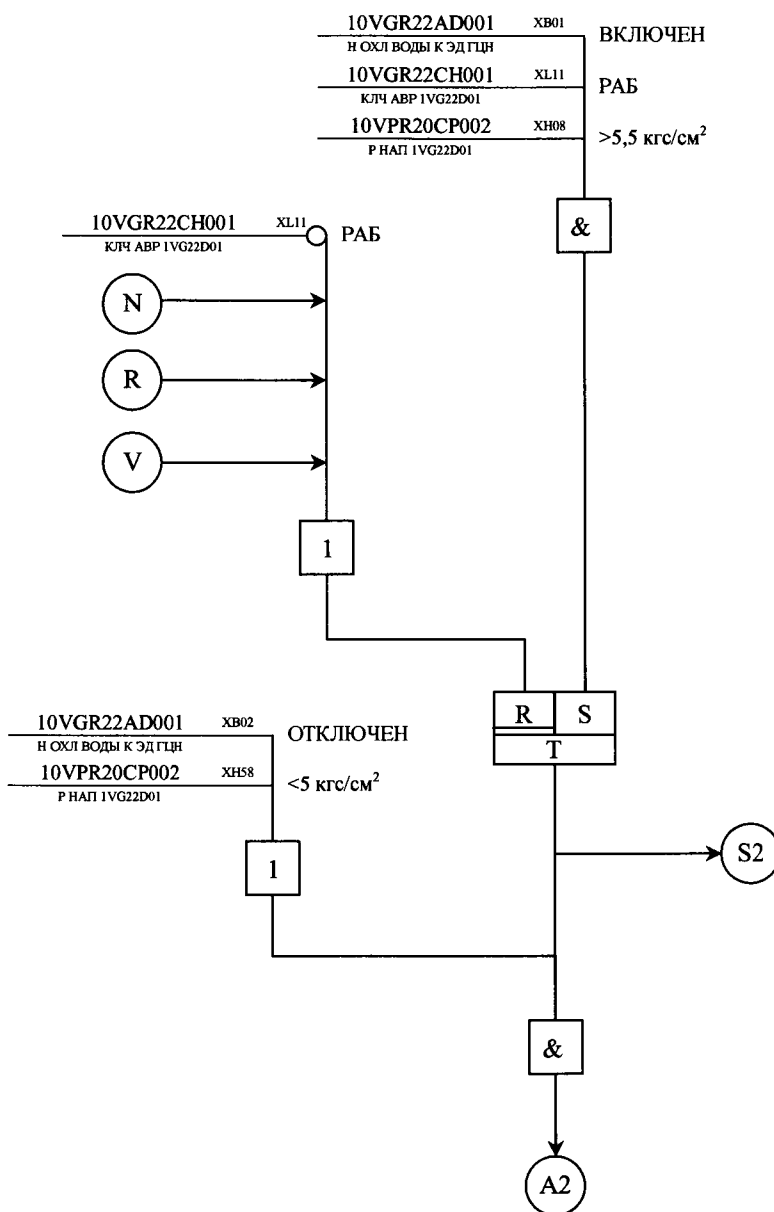 10VGR22AD001 XB01 ВКЛЮЧЕН
Н ОХЛ ВОДЫ К ЭД ГЦН
10VGR22CH001 XL11 РАБ
КЛЧ АВР 1VG22D01
10VPR20CP002 XH08 >5,5 кгс/см²
Р НАП 1VG22D01
&
10VGR22CH001 XL11 РАБ
КЛЧ АВР 1VG22D01
N
R
V
1
R S
T
10VGR22AD001 XB02 ОТКЛЮЧЕН
Н ОХЛ ВОДЫ К ЭД ГЦН
10VPR20CP002 XH58 <5 кгс/см²
Р НАП 1VG22D01
1
S2
&
A2